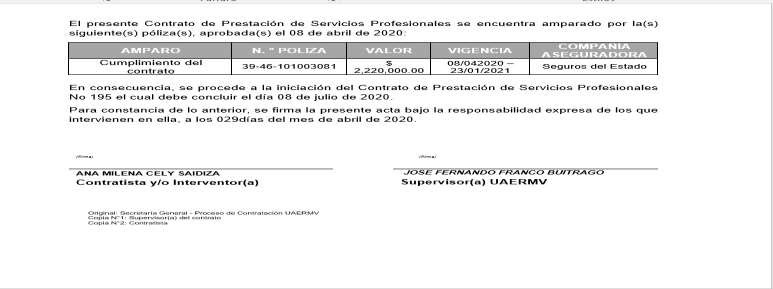 El presente Contrato de Prestación de Servicios Profesionales se encuentra amparado por la(s)
siguiente(s) póliza(s), aprobada(s) el 08 de abril de 2020:
AMPARO N. ° POLIZA VALOR VIGENCIA COMPAÑÍA ASEGURADORA
Cumplimiento del contrato 39-46-101003081 $ 2,220,000.00 08/042020 – 23/01/2021 Seguros del Estado
En consecuencia, se procede a la iniciación del Contrato de Prestación de Servicios Profesionales
No 195 el cual debe concluir el día 08 de julio de 2020.
Para constancia de lo anterior, se firma la presente acta bajo la responsabilidad expresa de los que
intervienen en ella, a los 029días del mes de abril de 2020.
(firma) (firma)
ANA MILENA CELY SAIDIZA JOSE FERNANDO FRANCO BUITRAGO
Contratista y/o Interventor(a) Supervisor(a) UAERMV
Original: Secretaría General - Proceso de Contratación UAERMV
Copia N°1: Supervisor(a) del contrato
Copia N°2: Contratista